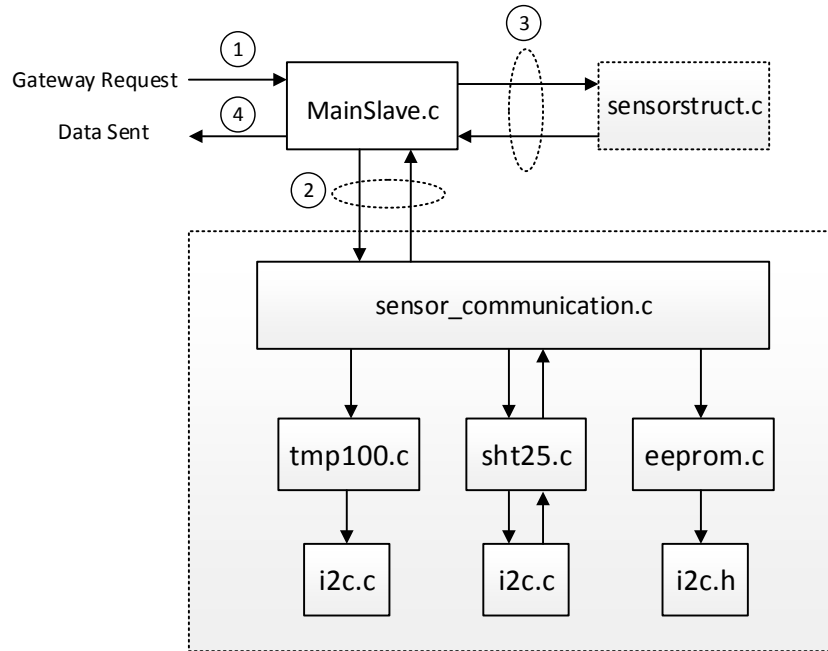 1
3
Gateway Request
MainSlave.c
sensorstruct.c
4
Data Sent
2
sensor_communication.c
tmp100.c
sht25.c
eeprom.c
i2c.c
i2c.c
i2c.h